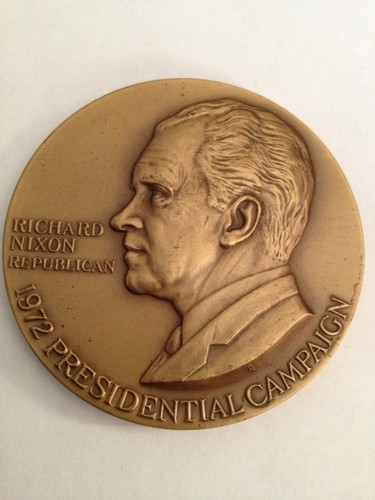 RICHARD
NIXON
REPUBLICAN
1972 PRESIDENTIAL CAMPAIGN